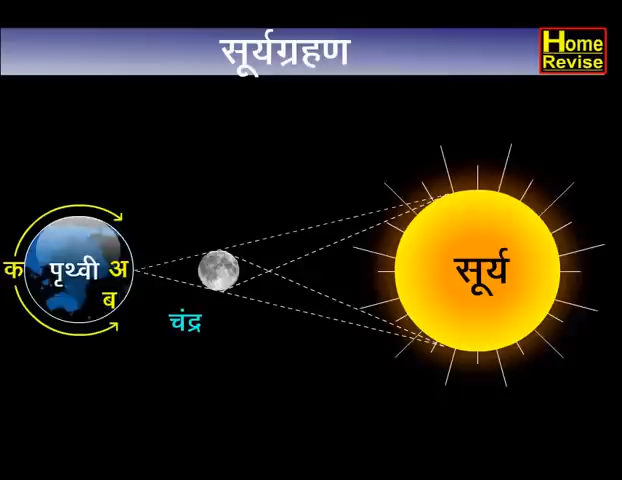 सूर्यग्रहण
Home
Revise
क
पृथ्वी
अ
ब
चंद्र
सूर्य